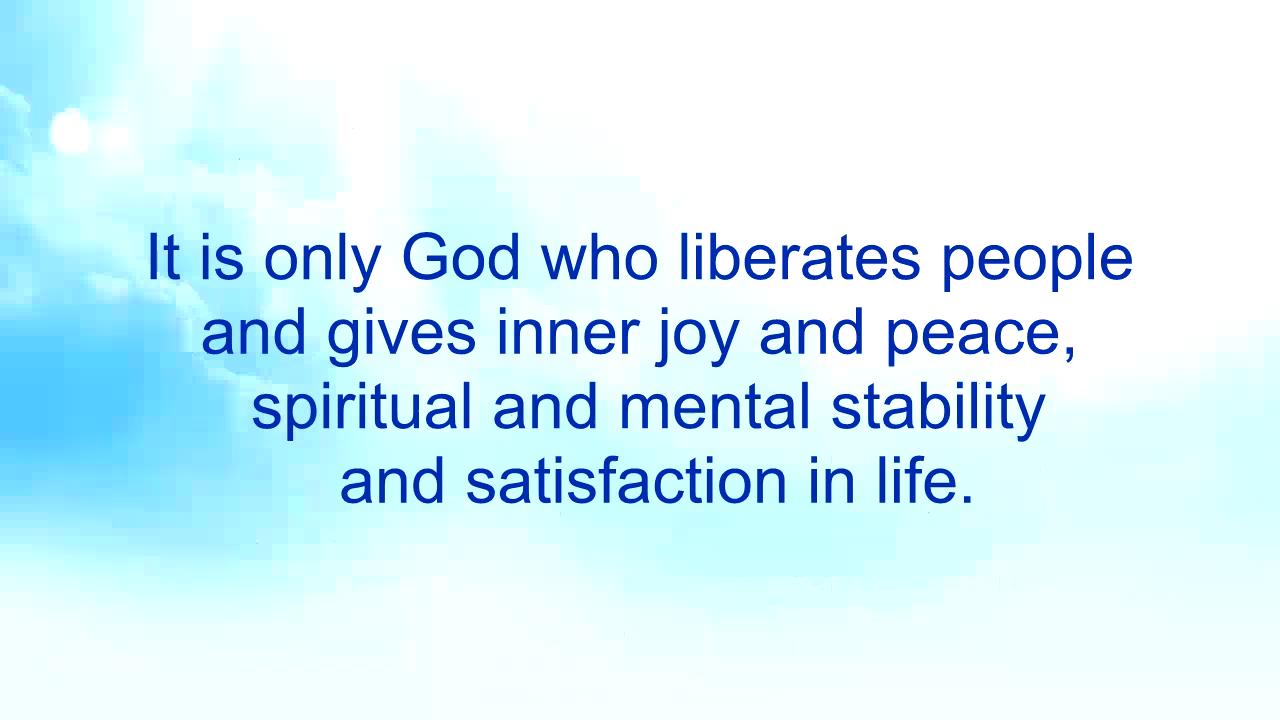 It is only God who liberates people
and gives inner joy and peace,
spiritual and mental stability
and satisfaction in life.